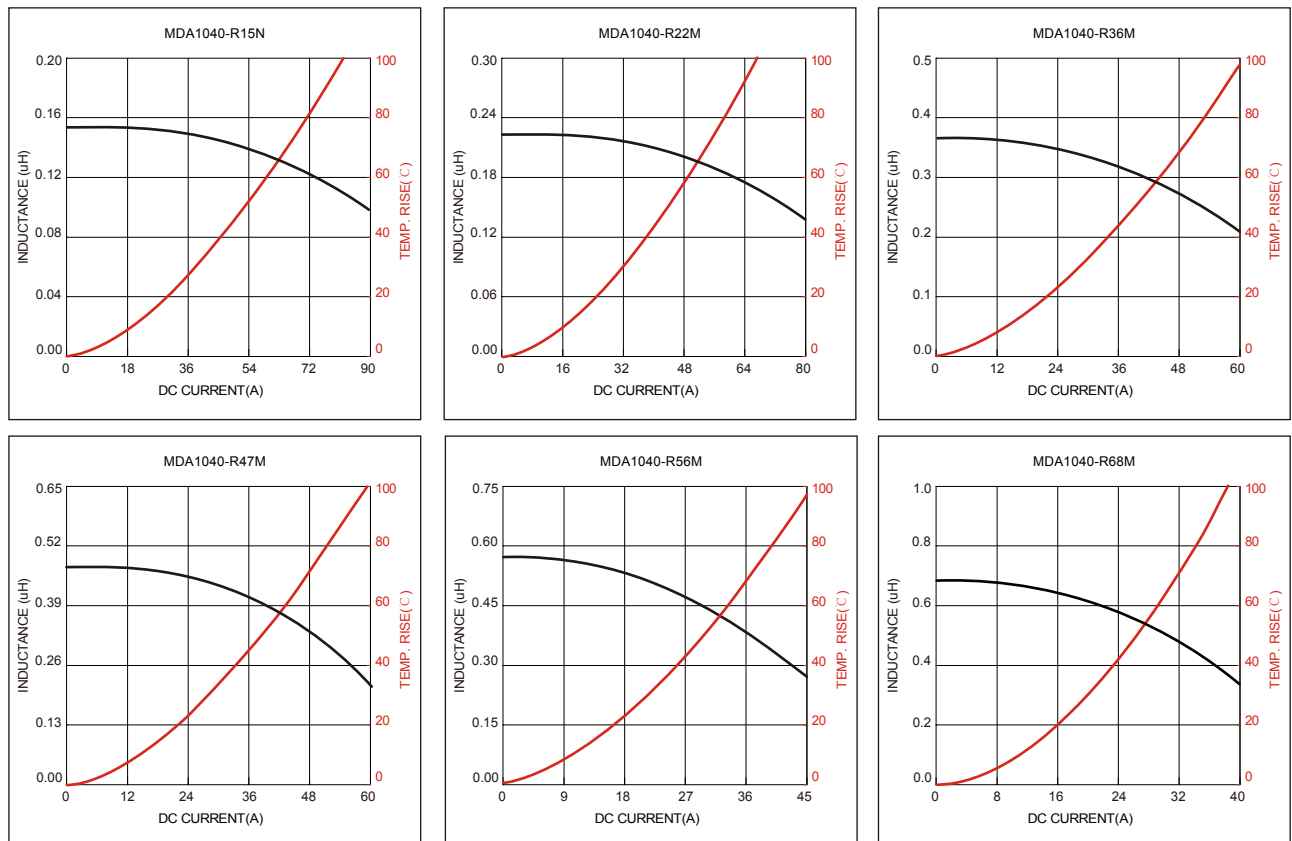 MDA1040-R15N
INDUCTANCE (uH)
0.20
0.16
0.12
0.08
0.04
0.00
100
80
60
40
20
0
TEMP. RISE(℃)
0 18 36 54 72 90
DC CURRENT(A)
MDA1040-R22M
INDUCTANCE (uH)
0.30
0.24
0.18
0.12
0.06
0.00
100
80
60
40
20
0
TEMP. RISE(℃)
0 16 32 48 64 80
DC CURRENT(A)
MDA1040-R36M
INDUCTANCE (uH)
0.5
0.4
0.3
0.2
0.1
0.00
100
80
60
40
20
0
TEMP. RISE(℃)
0 12 24 36 48 60
DC CURRENT(A)
MDA1040-R47M
INDUCTANCE (uH)
0.65
0.52
0.39
0.26
0.13
0.00
100
80
60
40
20
0
TEMP. RISE(℃)
0 12 24 36 48 60
DC CURRENT(A)
MDA1040-R56M
INDUCTANCE (uH)
0.75
0.60
0.45
0.30
0.15
0.00
100
80
60
40
20
0
TEMP. RISE(℃)
0 9 18 27 36 45
DC CURRENT(A)
MDA1040-R68M
INDUCTANCE (uH)
1.0
0.8
0.6
0.4
0.2
0.00
100
80
60
40
20
0
TEMP. RISE(℃)
0 8 16 24 32 40
DC CURRENT(A)